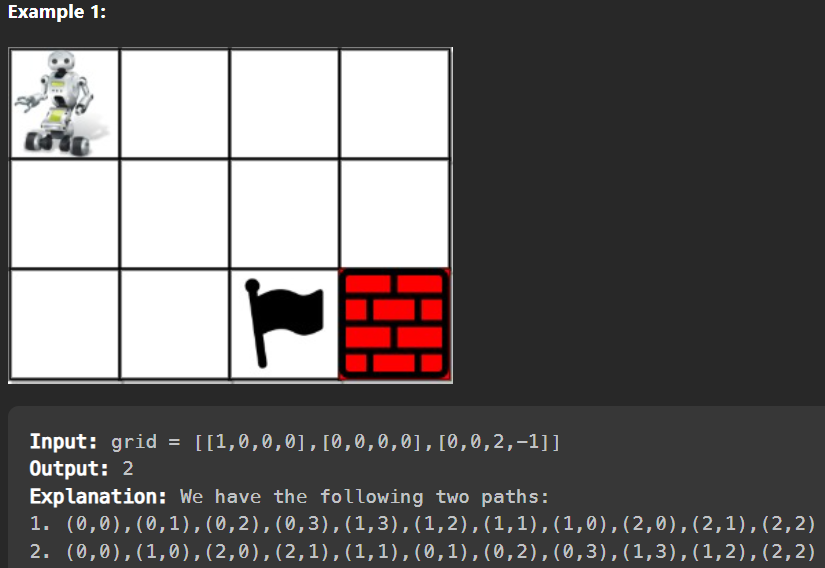 Example 1:
Input: grid = [[1,0,0,0],[0,0,0,0],[0,0,2,-1]]
Output: 2
Explanation: We have the following two paths:
1. (0,0),(0,1),(0,2),(0,3),(1,3),(1,2),(1,1),(1,0),(2,0),(2,1),(2,2)
2. (0,0),(1,0),(2,0),(2,1),(1,1),(0,1),(0,2),(0,3),(1,3),(1,2),(2,2)